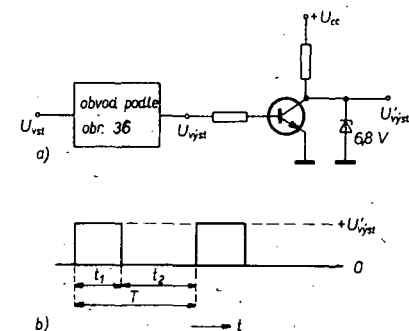 + Ucc
obvod podle
obr. 36
Uvst
Uvýst
U'výst
6,8 V
a)
+U'výst
0
t1
t2
T
b)
t